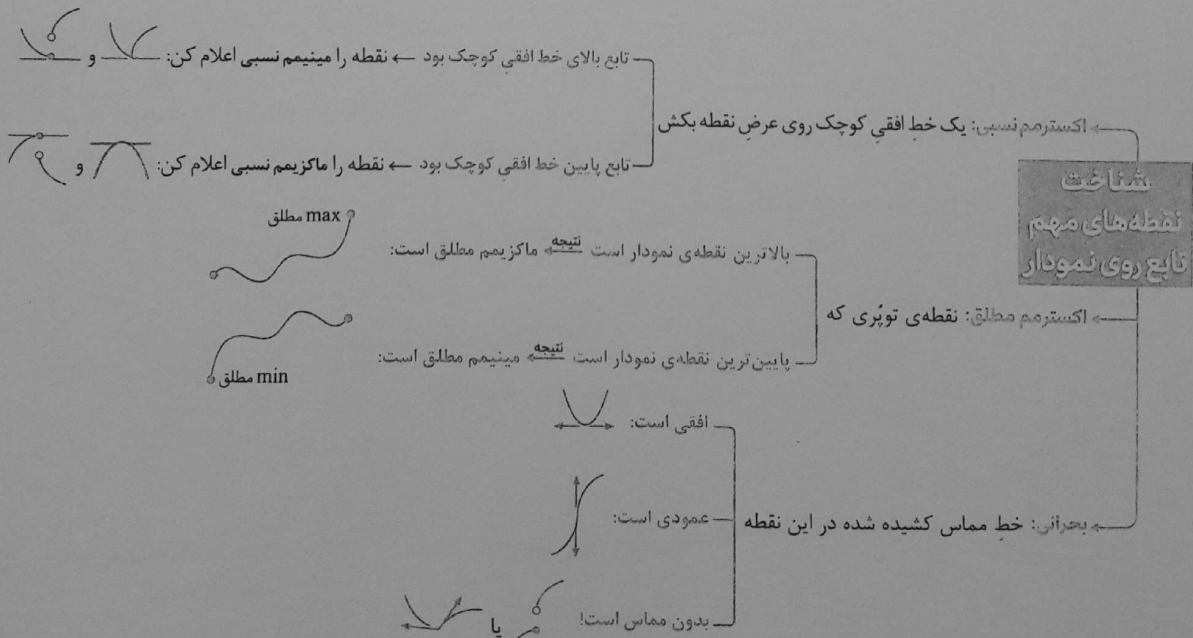 شناخت
نقطه‌های مهم
تابع روی نمودار
اکسترمم نسبی: یک خطِ افقیِ کوچک روی عرضِ نقطه بکش
تابع بالای خط افقیِ کوچک بود ← نقطه را مینیمم نسبی اعلام کن: و
تابع پایین خط افقیِ کوچک بود ← نقطه را ماکزیمم نسبی اعلام کن: و
اکسترمم مطلق: نقطه‌ی توپُری که
بالاترین نقطه‌ی نمودار است نتیجه ← ماکزیمم مطلق است:
max مطلق
پایین‌ترین نقطه‌ی نمودار است نتیجه ← مینیمم مطلق است:
min مطلق
بحرانی: خطِ مماس کشیده شده در این نقطه
افقی است:
عمودی است:
بدون مماس است! یا